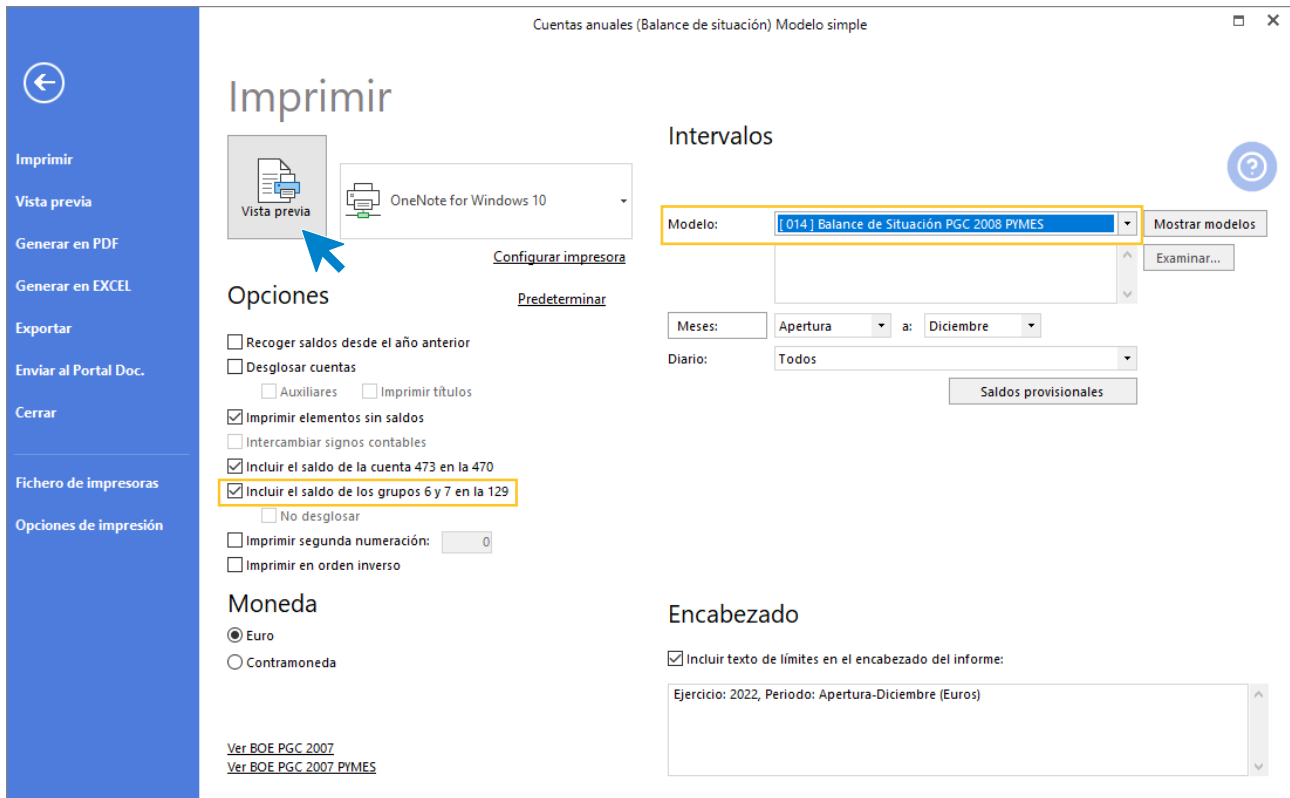 Cuentas anuales (Balance de situación) Modelo simple
Imprimir
Vista previa
Generar en PDF
Generar en EXCEL
Exportar
Enviar al Portal Doc.
Cerrar
Fichero de impresoras
Opciones de impresión
Imprimir
Vista previa
OneNote for Windows 10
Configurar impresora
Opciones
Predeterminar
Recoger saldos desde el año anterior
Desglosar cuentas
Auxiliares Imprimir títulos
Imprimir elementos sin saldos
Intercambiar signos contables
Incluir el saldo de la cuenta 473 en la 470
Incluir el saldo de los grupos 6 y 7 en la 129
No desglosar
Imprimir segunda numeración: 0
Imprimir en orden inverso
Moneda
Euro
Contramoneda
Ver BOE PGC 2007
Ver BOE PGC 2007 PYMES
Intervalos
?
Modelo: [ 014 ] Balance de Situación PGC 2008 PYMES Mostrar modelos
Examinar...
Meses: Apertura a: Diciembre
Diario: Todos
Saldos provisionales
Encabezado
Incluir texto de límites en el encabezado del informe:
Ejercicio: 2022, Periodo: Apertura-Diciembre (Euros)